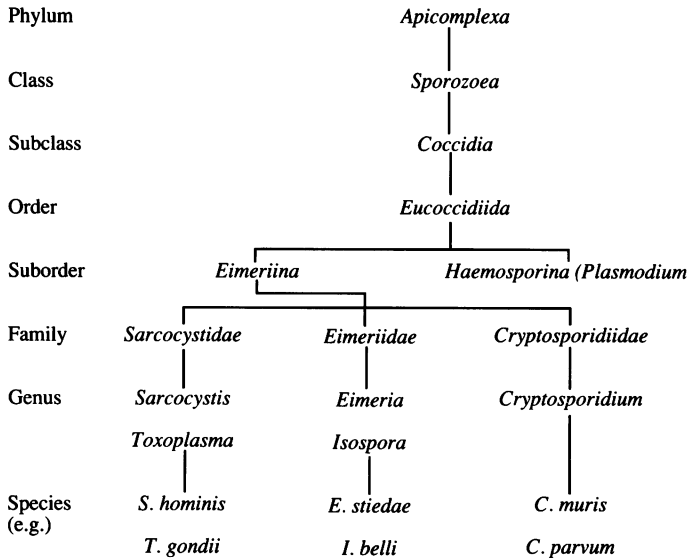 Phylum Apicomplexa
Class Sporozoea
Subclass Coccidia
Order Eucoccidiida
Suborder Eimeriina Haemosporina (Plasmodium
Family Sarcocystidae Eimeriidae Cryptosporidiidae
Genus Sarcocystis Eimeria Cryptosporidium
Toxoplasma Isospora
Species S. hominis E. stiedae C. muris
(e.g.)
T. gondii I. belli C. parvum